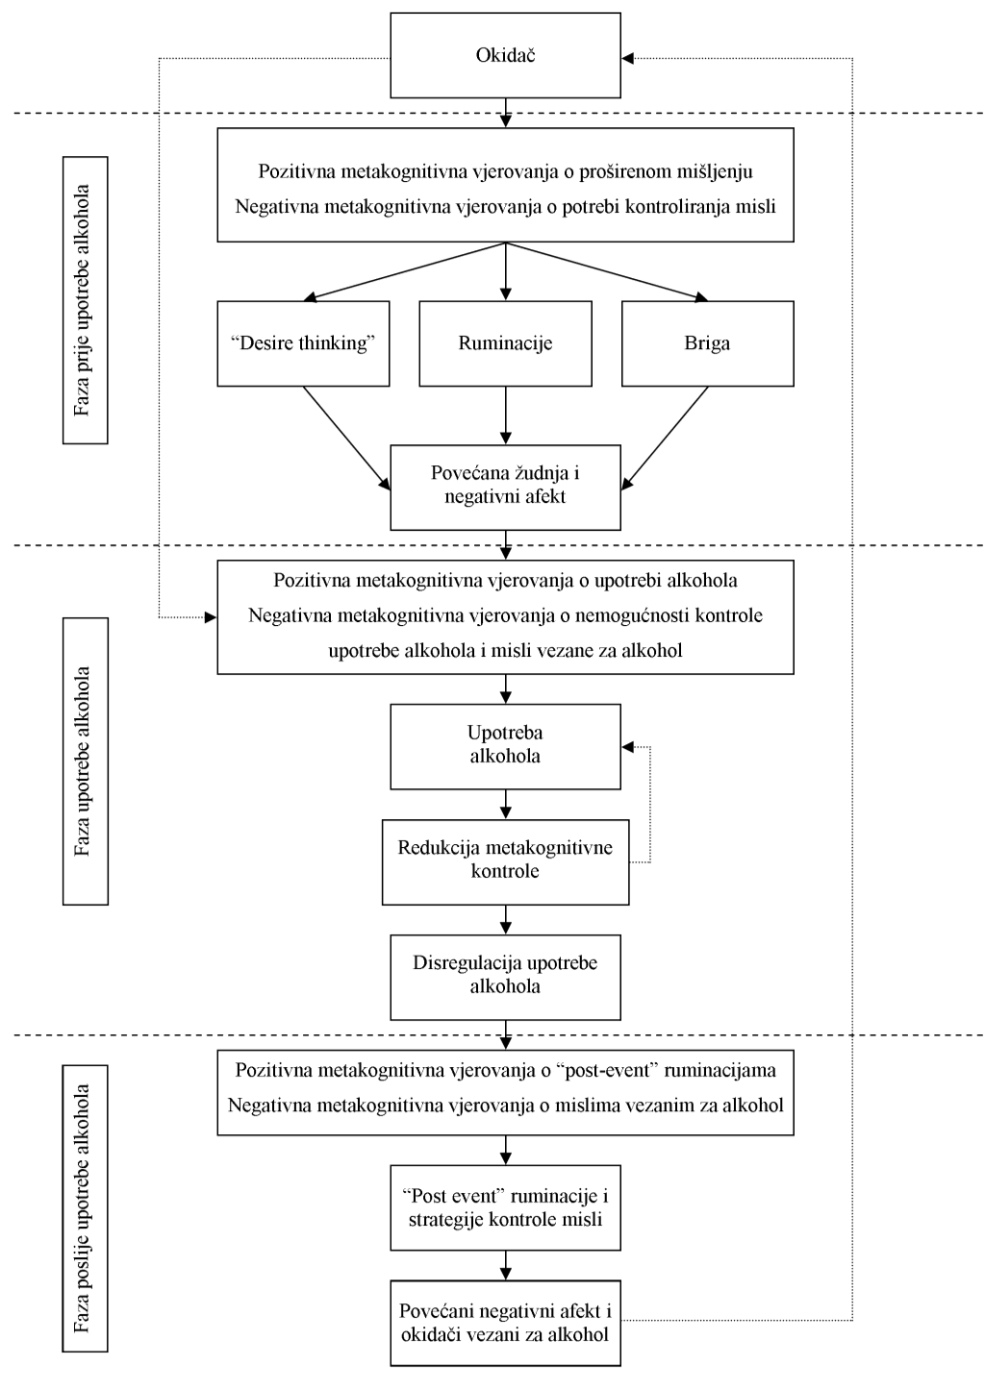 Okidač
Faza prije upotrebe alkohola
Pozitivna metakognitivna vjerovanja o proširenom mišljenju
Negativna metakognitivna vjerovanja o potrebi kontroliranja misli
“Desire thinking”
Ruminacije
Briga
Povećana žudnja i
negativni afekt
Faza upotrebe alkohola
Pozitivna metakognitivna vjerovanja o upotrebi alkohola
Negativna metakognitivna vjerovanja o nemogućnosti kontrole
upotrebe alkohola i misli vezane za alkohol
Upotreba
alkohola
Redukcija metakognitivne
kontrole
Disregulacija upotrebe
alkohola
Faza poslije upotrebe alkohola
Pozitivna metakognitivna vjerovanja o “post-event” ruminacijama
Negativna metakognitivna vjerovanja o mislima vezanim za alkohol
“Post event” ruminacije i
strategije kontrole misli
Povećani negativni afekt i
okidači vezani za alkohol